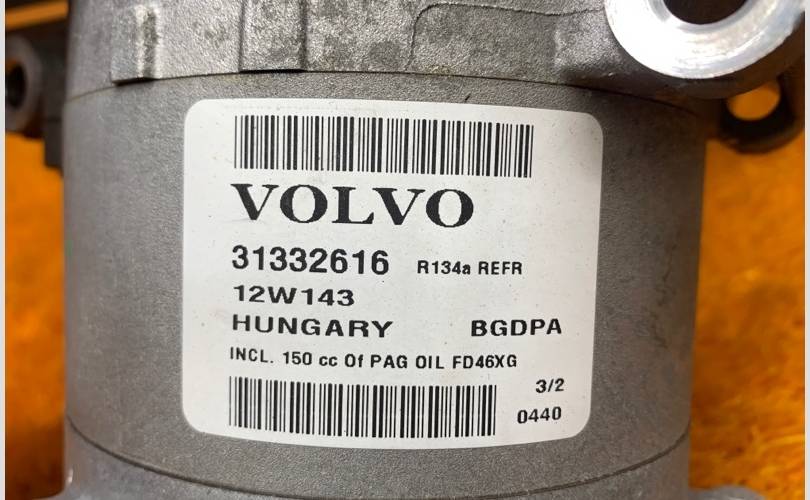 VOLVO
31332616 R134a REFR
12W143
HUNGARY BGDPA
INCL. 150 cc Of PAG OIL FD46XG
3/2
0440